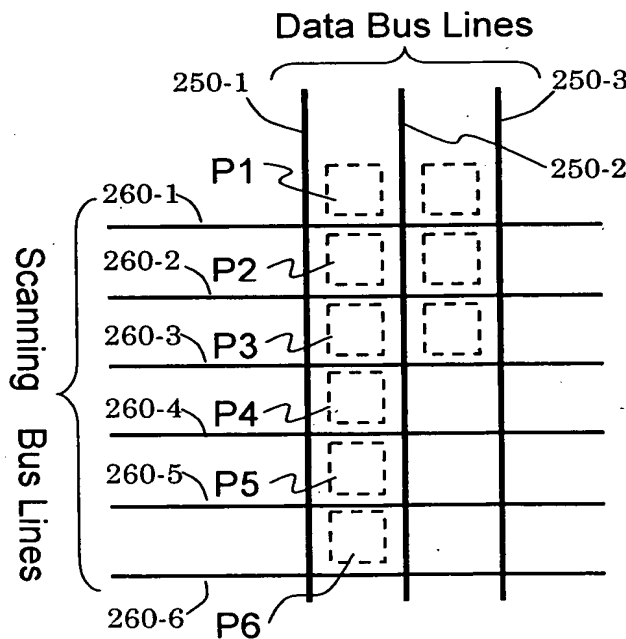 Data Bus Lines
250-1
250-3
250-2
P1
260-1
260-2
P2
260-3
P3
260-4
P4
260-5
P5
260-6
P6
Scanning Bus Lines